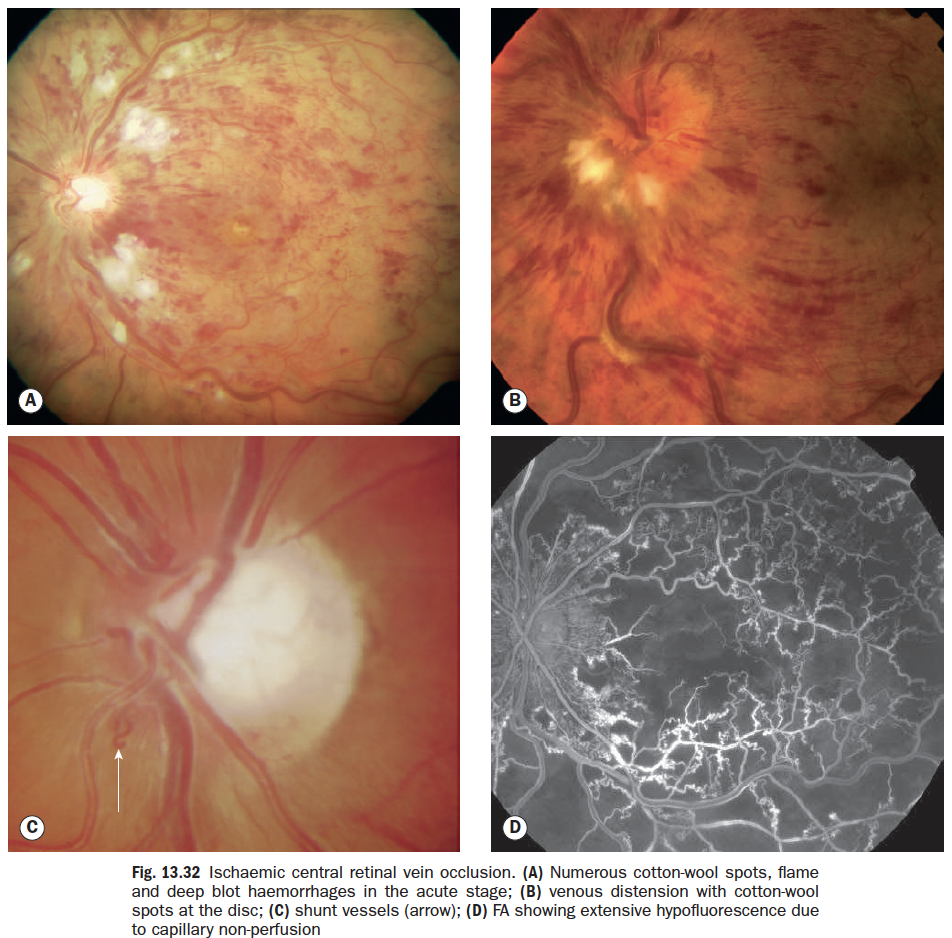 A
B
C
D
Fig. 13.32 Ischaemic central retinal vein occlusion. (A) Numerous cotton-wool spots, flame
and deep blot haemorrhages in the acute stage; (B) venous distension with cotton-wool
spots at the disc; (C) shunt vessels (arrow); (D) FA showing extensive hypofluorescence due
to capillary non-perfusion